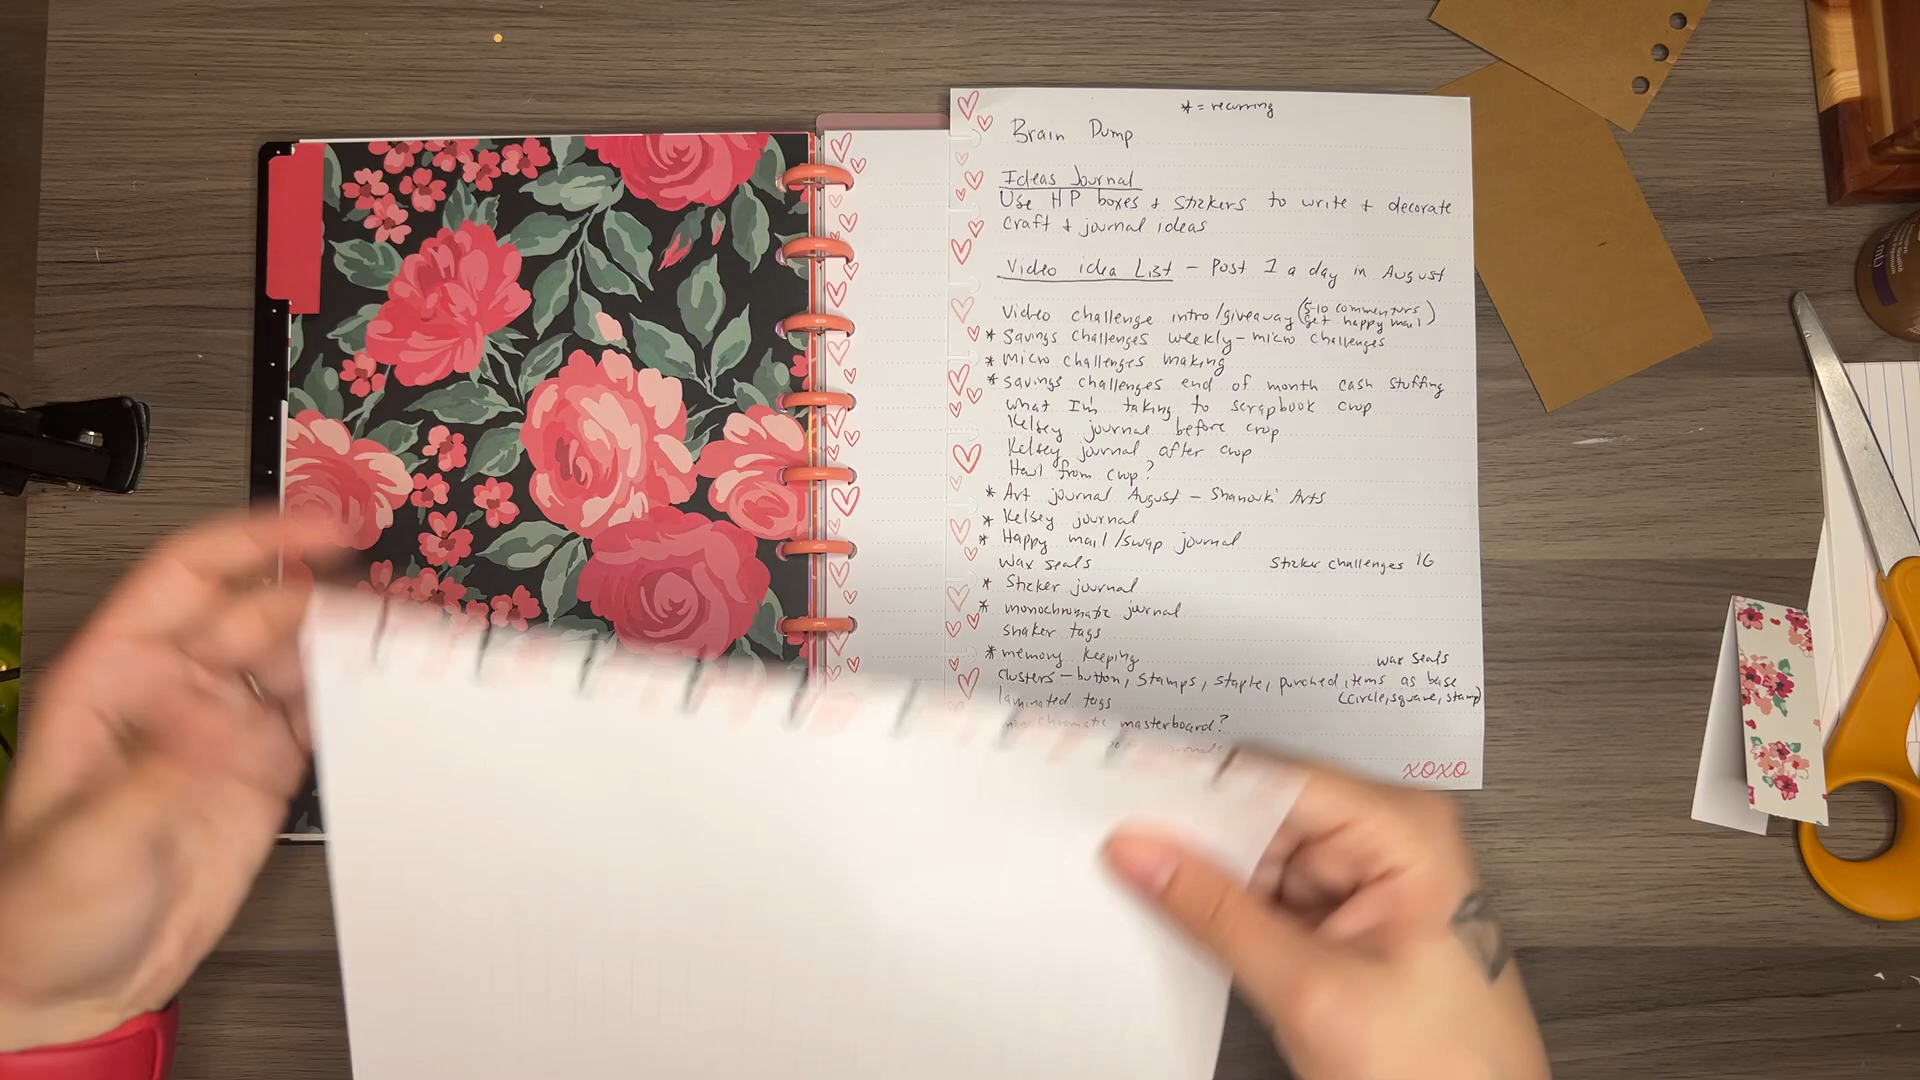 * = recurring
Brain Dump
Ideas Journal
Use HP boxes + stickers to write + decorate
craft + journal ideas
Video idea List - Post 1 a day in August
Video challenge intro/giveaway (5-10 commentors get happy mail)
* Savings challenges weekly - micro challenges
* Micro challenges making
* savings challenges end of month cash stuffing
what I'm taking to scrapbook crop
Kelsey journal before crop
Kelsey journal after crop
Haul from crop?
* Art journal August - Shanouki Arts
* Kelsey journal
* Happy mail/swap journal
wax seals
Sticker challenges 16
* Sticker journal
* monochromatic journal
shaker tags
* memory keeping
wax seals
clusters - button, stamps, staple, punched items as base
(circle, square, stamp)
laminated tags
masterboard?
xoxo